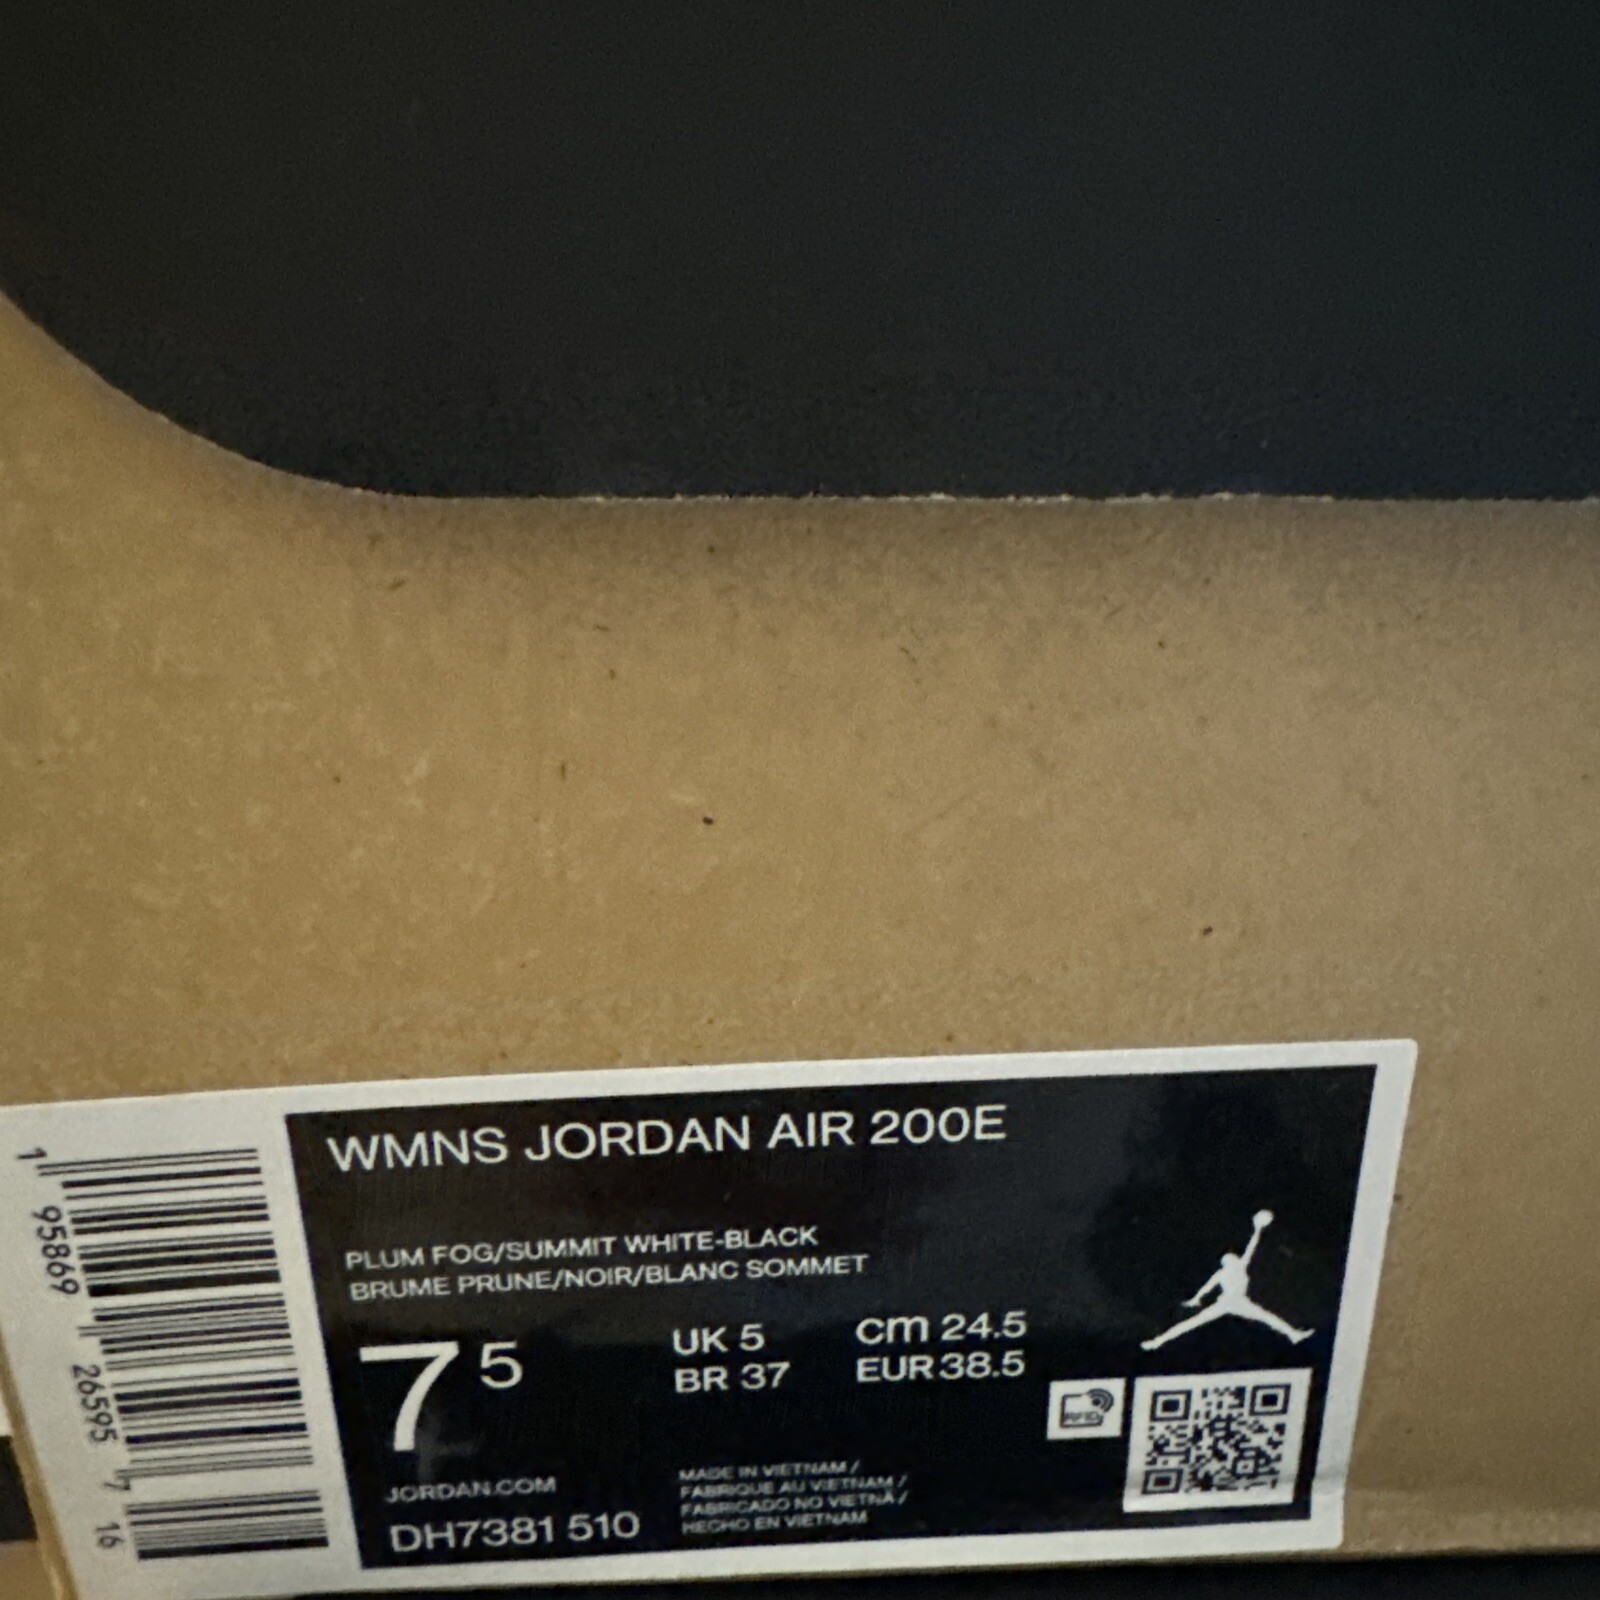 WMNS JORDAN AIR 200E
PLUM FOG/SUMMIT WHITE-BLACK
BRUME PRUNE/NOIR/BLANC SOMMET
7 5
UK 5
BR 37
cm 24.5
EUR 38.5
RFID
JORDAN.COM
DH7381 510
MADE IN VIETNAM /
FABRIQUE AU VIETNAM /
FABRICADO NO VIETNÃ /
HECHO EN VIETNAM
1 95869 26595 7 16